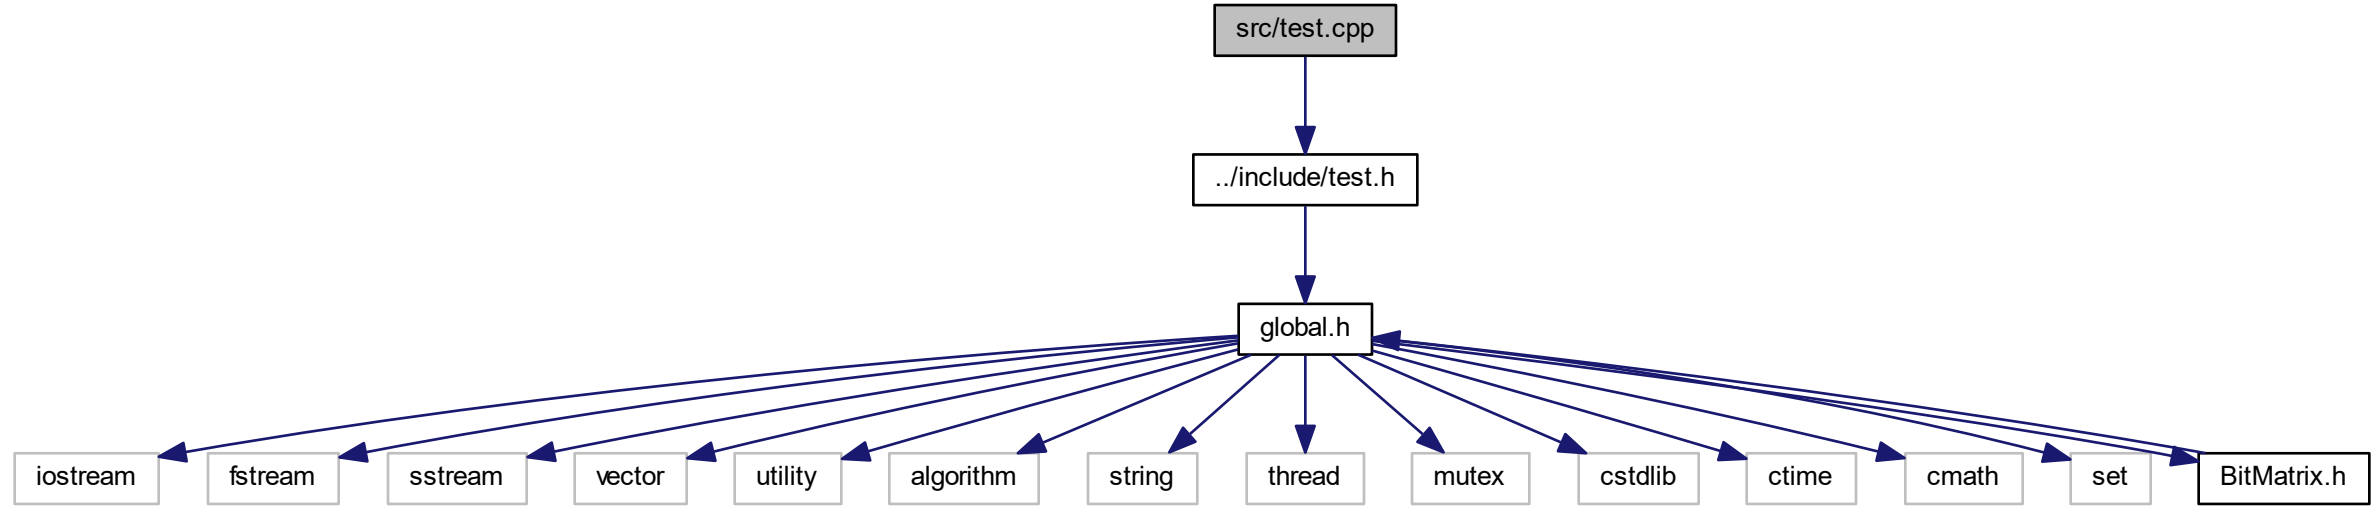 src/test.cpp
../include/test.h
global.h
iostream
fstream
sstream
vector
utility
algorithm
string
thread
mutex
cstdlib
ctime
cmath
set
BitMatrix.h